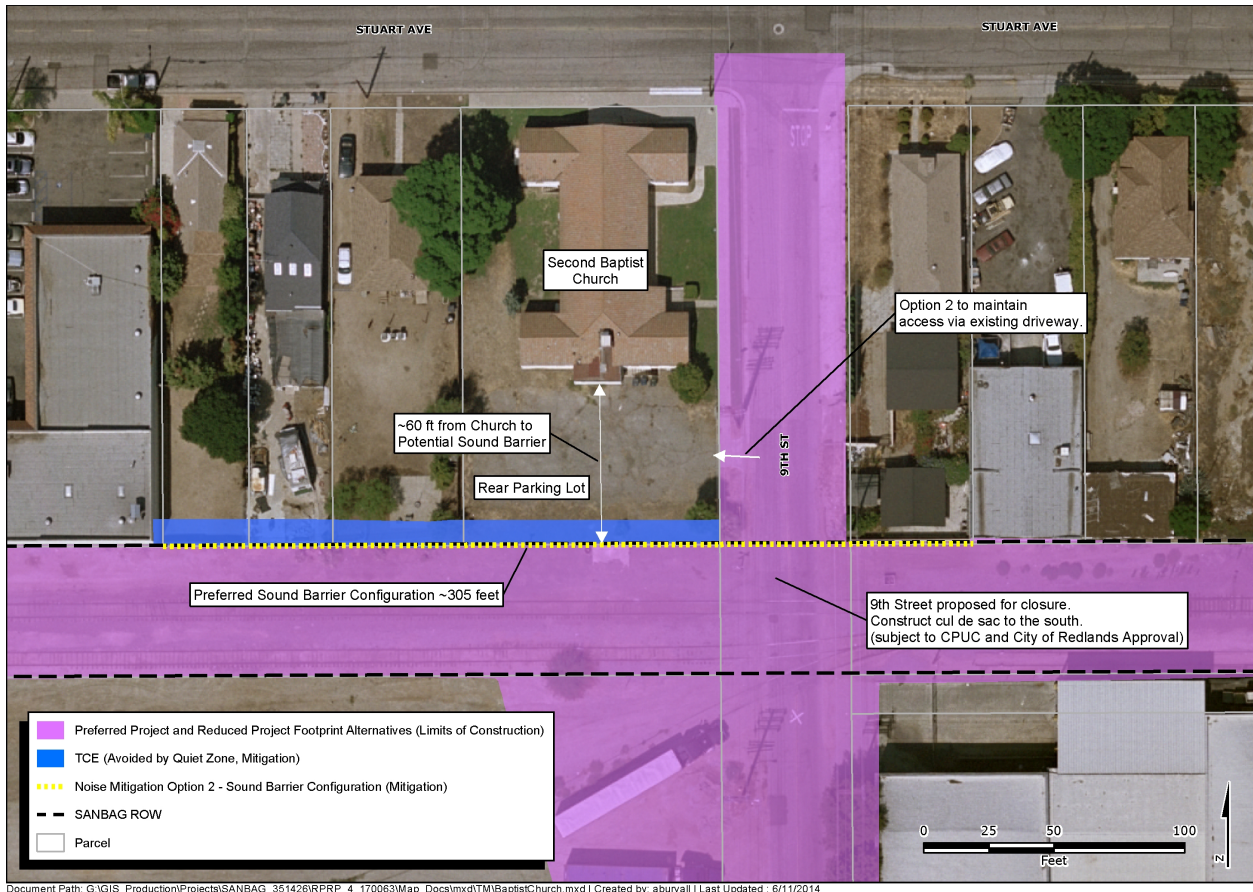 STUART AVE
STUART AVE
STOP
Second Baptist
Church
Option 2 to maintain
access via existing driveway.
~60 ft from Church to
Potential Sound Barrier
9TH ST
Rear Parking Lot
Preferred Sound Barrier Configuration ~305 feet
9th Street proposed for closure.
Construct cul de sac to the south.
(subject to CPUC and City of Redlands Approval)
Preferred Project and Reduced Project Footprint Alternatives (Limits of Construction)
TCE (Avoided by Quiet Zone, Mitigation)
Noise Mitigation Option 2 - Sound Barrier Configuration (Mitigation)
SANBAG ROW
Parcel
0 25 50 100
Feet
Z
Document Path: G:\GIS_Production\Projects\SANBAG_351426\RPRP_4_170063\Map_Docs\mxd\TM\BaptistChurch.mxd | Created by: aburvall | Last Updated : 6/11/2014